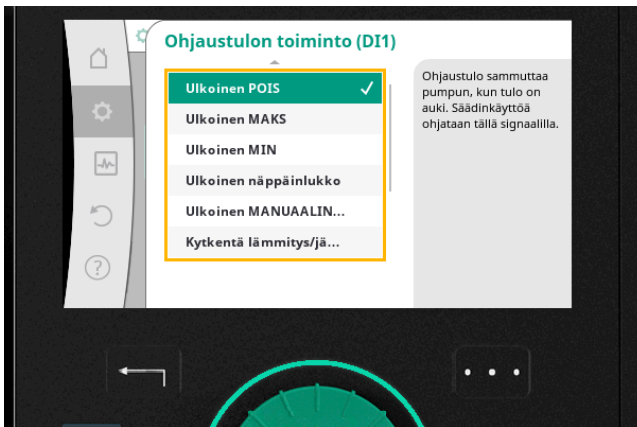 Ohjaustulon toiminto (DI1)
Ulkoinen POIS
Ulkoinen MAKS
Ulkoinen MIN
Ulkoinen näppäinlukko
Ulkoinen MANUAALIN...
Kytkentä lämmitys/jä...
Ohjaustulo sammuttaa
pumpun, kun tulo on
auki. Säädinkäyttöä
ohjataan tällä signaalilla.
?